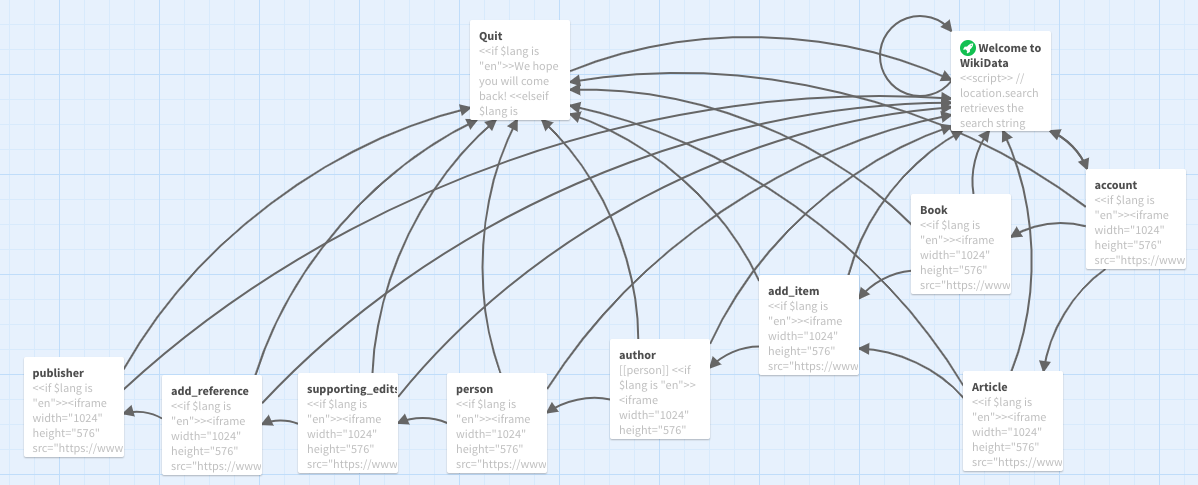 Quit
<<if $lang is
"en">>We hope
you will come
back! <<elseif
$lang is
Welcome to
WikiData
<<script>> //
location.search
retrieves the
search string
account
<<if $lang is
"en">><iframe
width="1024"
height="576"
src="https://www
Book
<<if $lang is
"en">><iframe
width="1024"
height="576"
src="https://www
add_item
<<if $lang is
"en">><iframe
width="1024"
height="576"
src="https://www
author
[[person]] <<if
$lang is "en">>
<iframe
width="1024"
height="576"
publisher
<<if $lang is
"en">><iframe
width="1024"
height="576"
src="https://www
add_reference
<<if $lang is
"en">><iframe
width="1024"
height="576"
src="https://www
supporting_edits
<<if $lang is
"en">><iframe
width="1024"
height="576"
src="https://www
person
<<if $lang is
"en">><iframe
width="1024"
height="576"
src="https://www
Article
<<if $lang is
"en">><iframe
width="1024"
height="576"
src="https://www